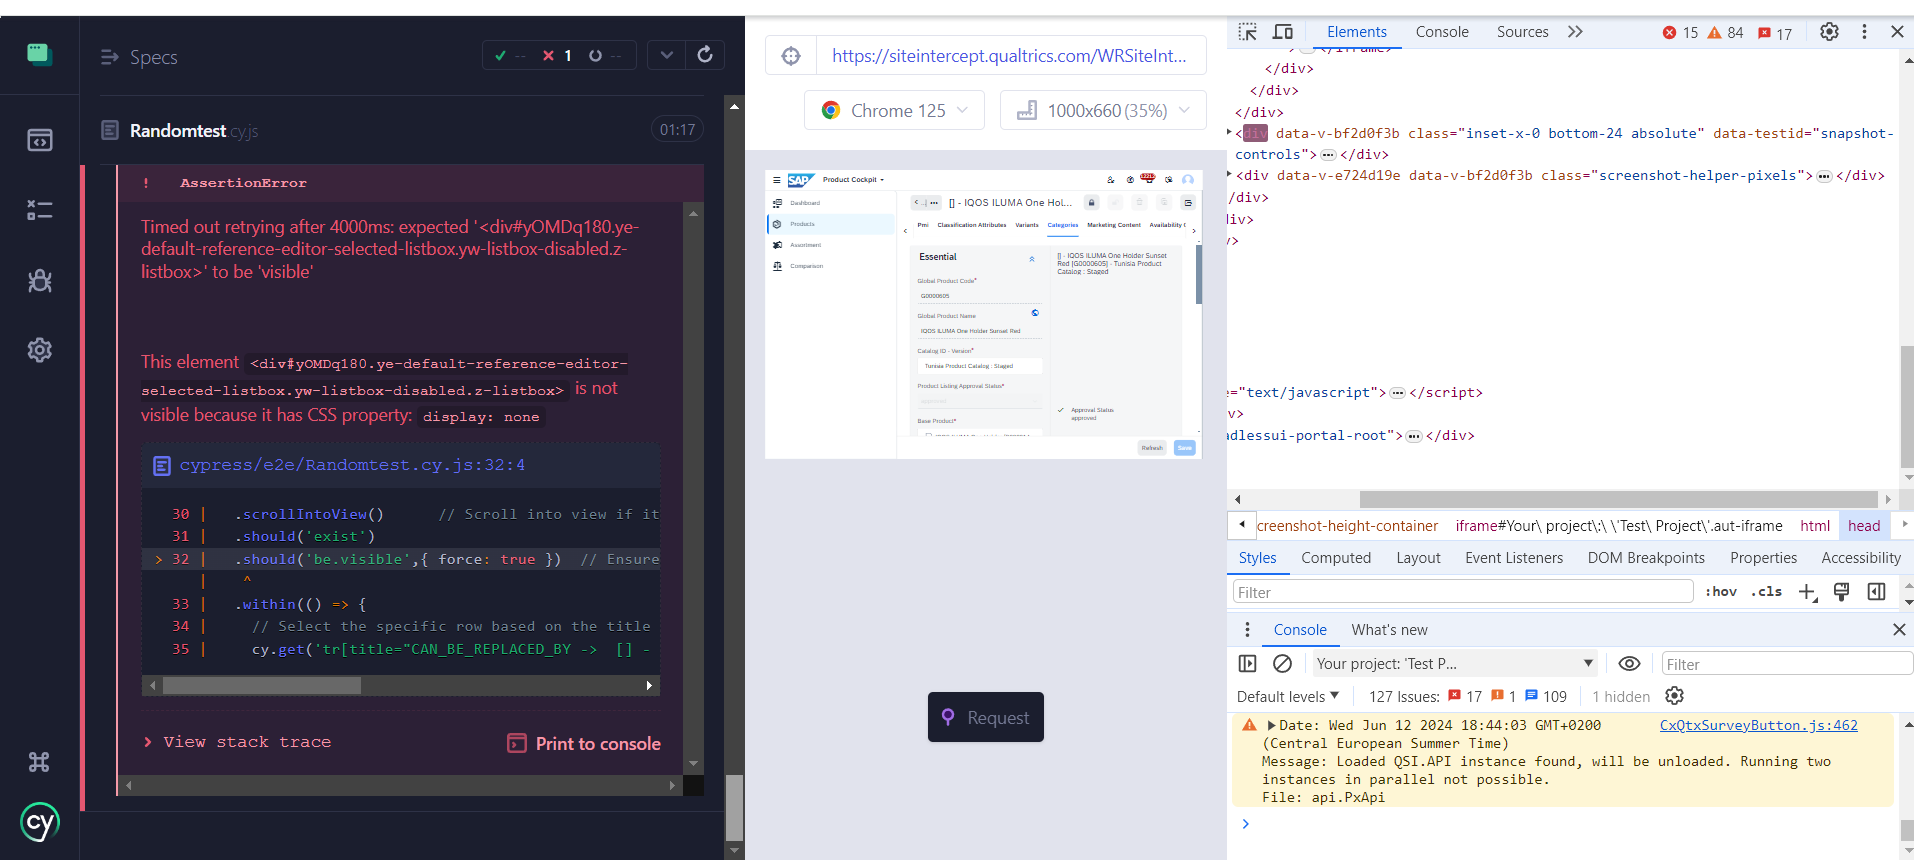 Specs
-- 1 --
Randomtest.cy.js
01:17
! AssertionError
Timed out retrying after 4000ms: expected '<div#yOMDq180.ye-
default-reference-editor-selected-listbox.yw-listbox-disabled.z-
listbox>' to be 'visible'
This element <div#yOMDq180.ye-default-reference-editor-
selected-listbox.yw-listbox-disabled.z-listbox> is not
visible because it has CSS property: display: none
cypress/e2e/Randomtest.cy.js:32:4
30 | .scrollIntoView() // Scroll into view if it
31 | .should('exist')
> 32 | .should('be.visible',{ force: true }) // Ensure
| ^
33 | .within(() => {
34 | // Select the specific row based on the title
35 | cy.get('tr[title="CAN_BE_REPLACED_BY -> [] -
View stack trace
Print to console
cy
https://siteintercept.qualtrics.com/WRSiteInt...
Chrome 125
1000x660 (35%)
SAP
Product Cockpit
Dashboard
Products
Assortment
Comparison
[] - IQOS ILUMA One Hol...
Pmi Classification Attributes Variants Categories Marketing Content Availability
Essential
Global Product Code*
G0000605
Global Product Name
IQOS ILUMA One Holder Sunset Red
Catalog ID - Version*
Tunisia Product Catalog : Staged
Product Listing Approval Status*
approved
Base Product*
[] - IQOS ILUMA One Holder Sunset
Red [G0000605] - Tunisia Product
Catalog : Staged
Approval Status
approved
Refresh
Save
Request
Elements Console Sources 15 84 17
</iframe>
</div>
</div>
</div>
<div data-v-bf2d0f3b class="inset-x-0 bottom-24 absolute" data-testid="snapshot-
controls">…</div>
<div data-v-e724d19e data-v-bf2d0f3b class="screenshot-helper-pixels">…</div>
/div>
iv>
>
e="text/javascript">…</script>
v>
adlessui-portal-root">…</div>
creenshot-height-container iframe#Your\ project\:\ \'Test\ Project\'.aut-iframe html head
Styles Computed Layout Event Listeners DOM Breakpoints Properties Accessibility
Filter
:hov .cls
Console What's new
Your project: 'Test P...
Filter
Default levels 127 Issues: 17 1 109 1 hidden
Date: Wed Jun 12 2024 18:44:03 GMT+0200 CxQtxSurveyButton.js:462
(Central European Summer Time)
Message: Loaded QSI.API instance found, will be unloaded. Running two
instances in parallel not possible.
File: api.PxApi